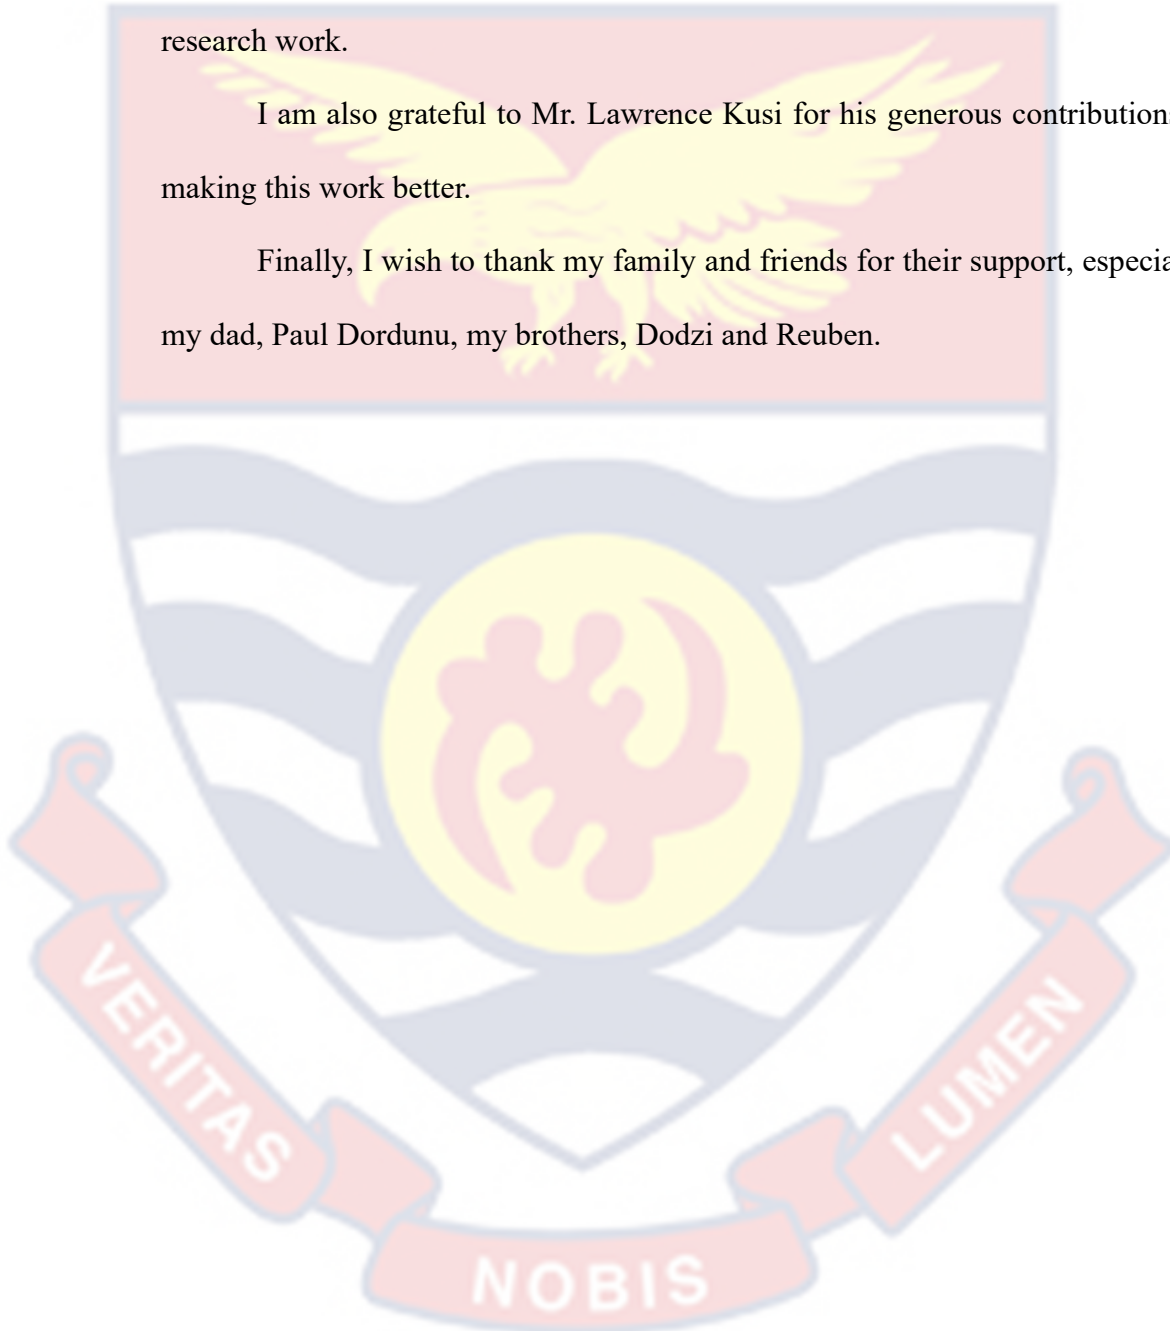 research work.
I am also grateful to Mr. Lawrence Kusi for his generous contributions
making this work better.
Finally, I wish to thank my family and friends for their support, especia
my dad, Paul Dordunu, my brothers, Dodzi and Reuben.
VERITAS
NOBIS
LUMEN